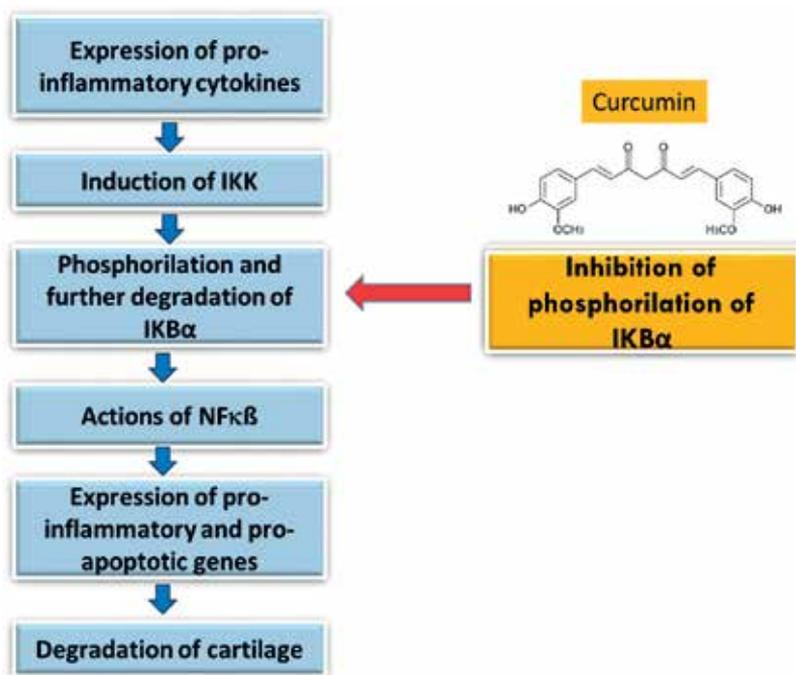 Expression of pro-
inflammatory cytokines
Induction of IKK
Phosphorilation and
further degradation of
IKBα
Actions of NFκß
Expression of pro-
inflammatory and pro-
apoptotic genes
Degradation of cartilage
Curcumin
O O
HO OH
OCH₃ H₃CO
Inhibition of
phosphorilation of
IKBα